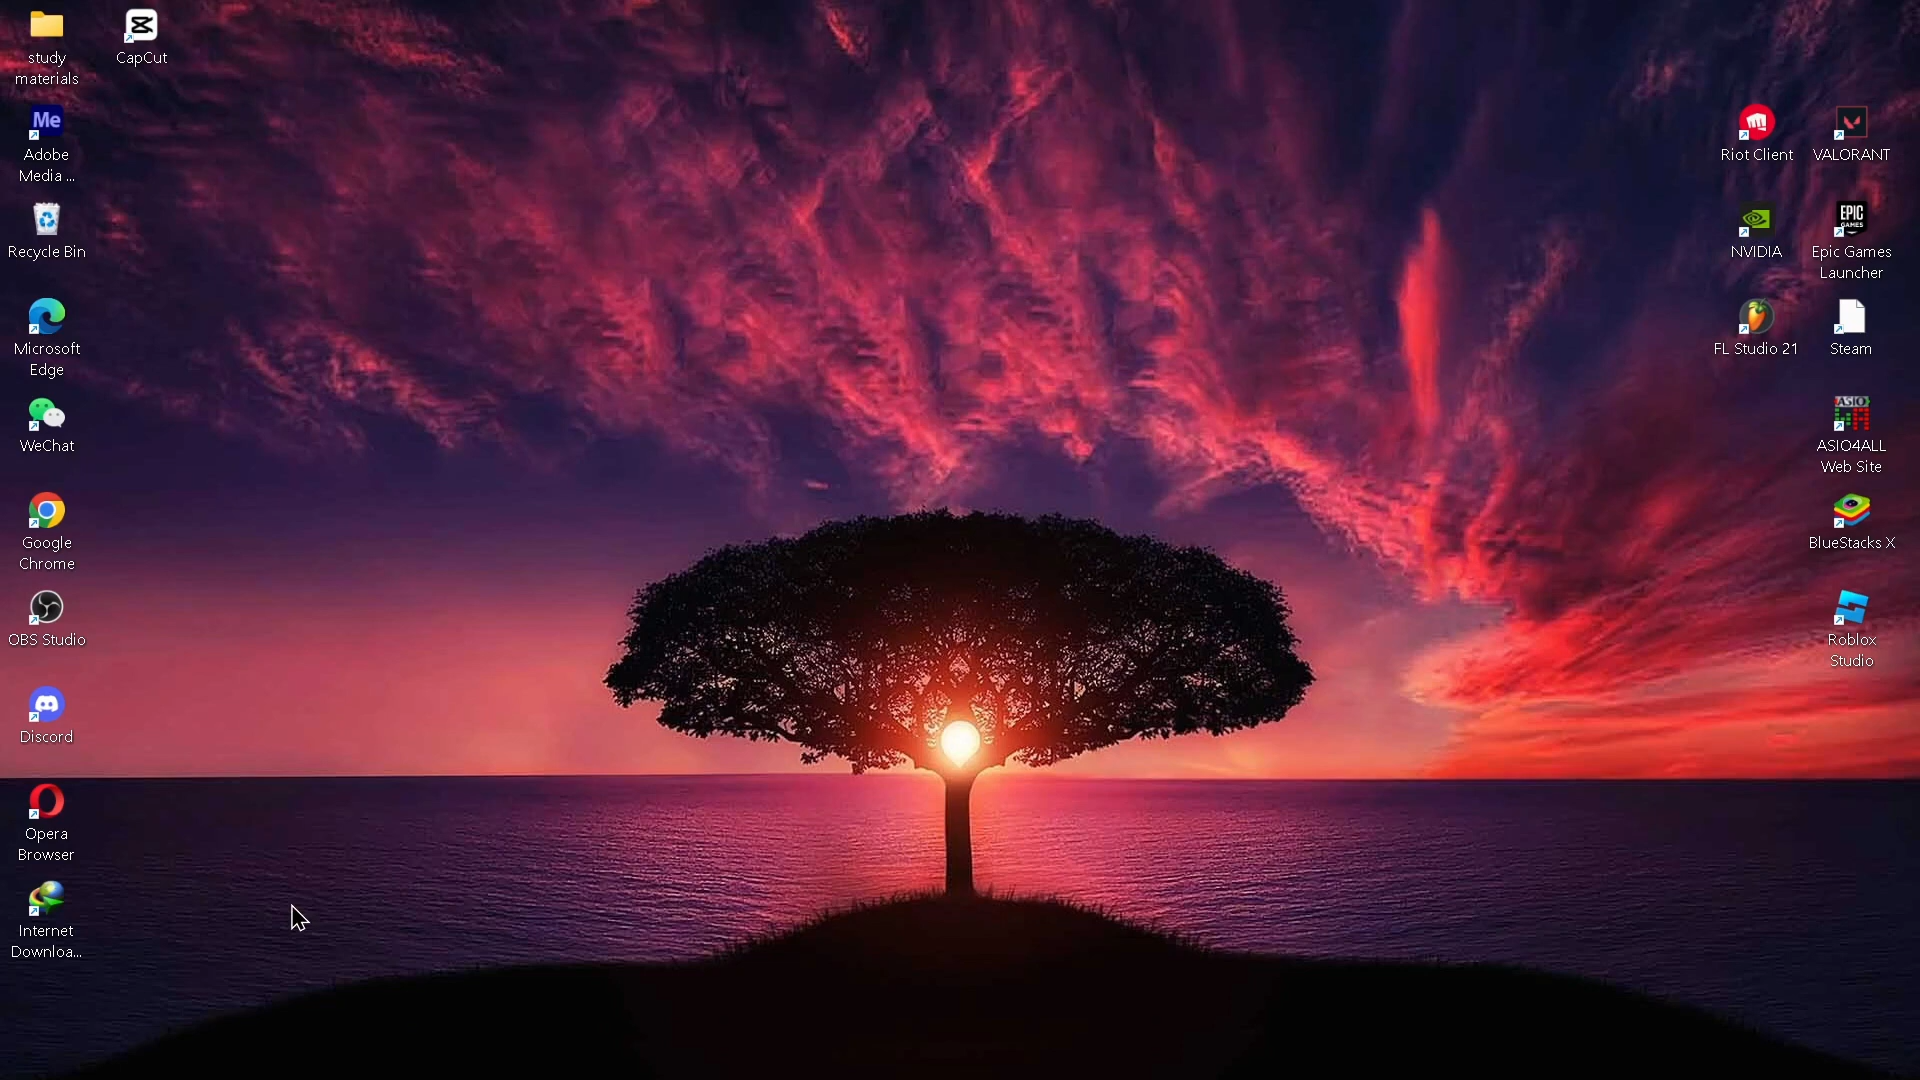 study
materials
CapCut
Me
Adobe
Media ...
Recycle Bin
Microsoft
Edge
WeChat
Google
Chrome
OBS Studio
Discord
Opera
Browser
Internet
Downloa...
Riot Client
VALORANT
NVIDIA
EPIC
GAMES
Epic Games
Launcher
FL Studio 21
Steam
ASIO
ASIO4ALL
Web Site
BlueStacks X
Roblox
Studio